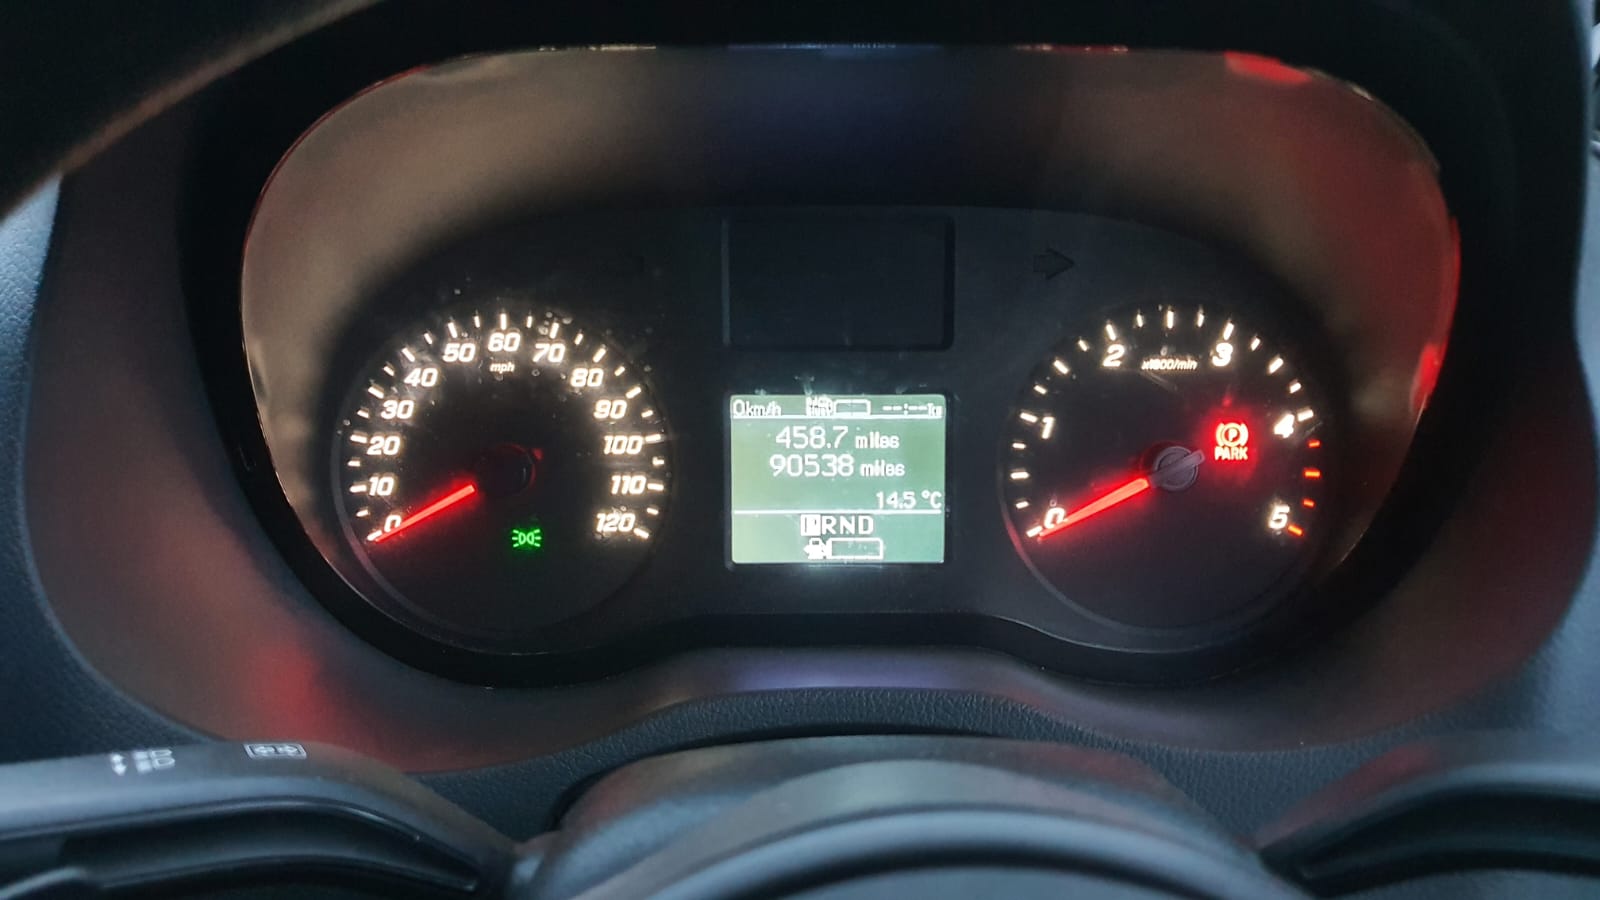 0 10 20 30 40 50 60 70 80 90 100 110 120
mph
0km/h --:--
458.7 miles
90538 miles
14.5 °C
PRND
0 1 2 3 4 5
x1000/min
P
PARK